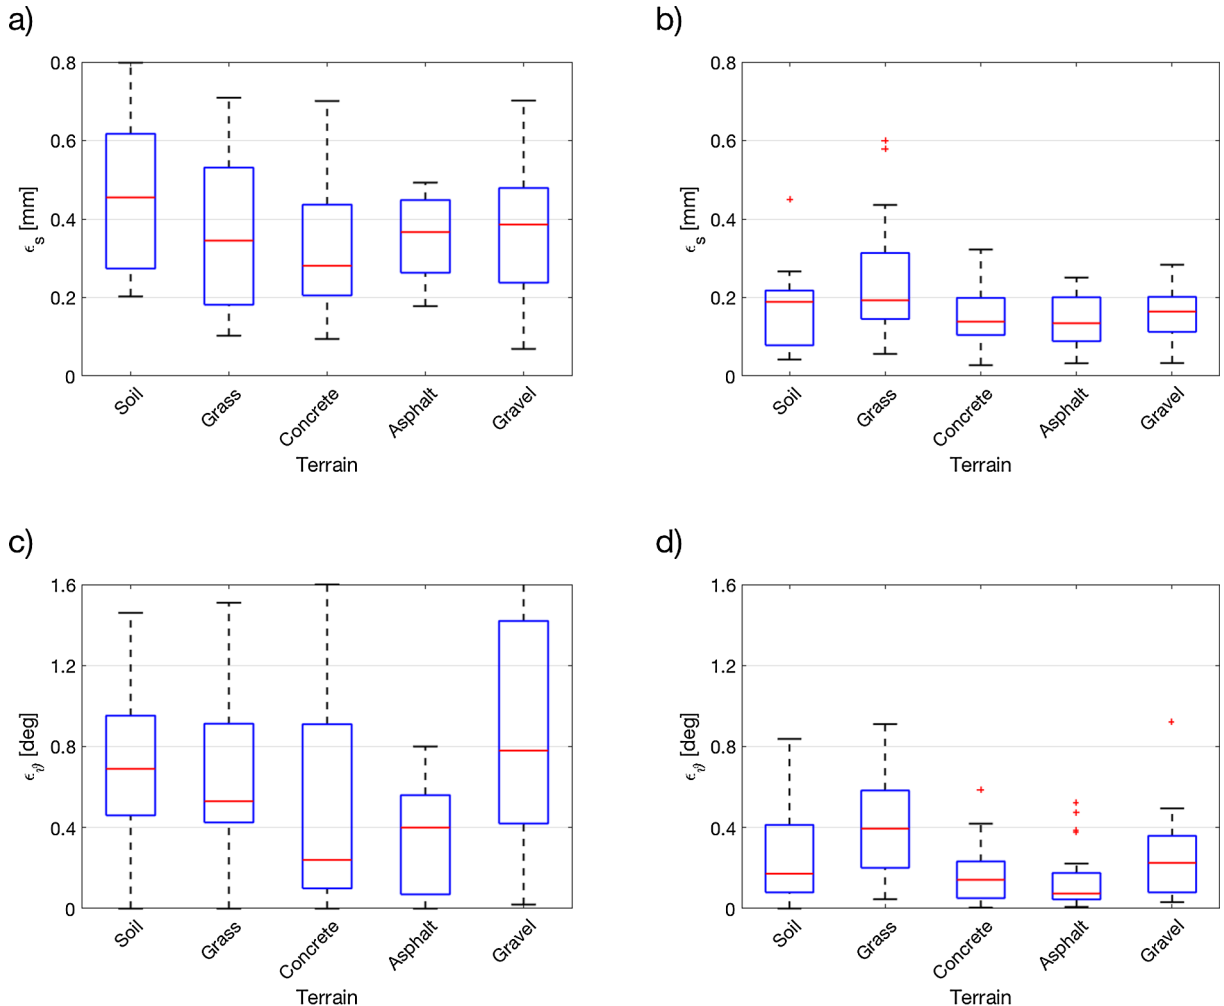 a)
0.8
0.6
0.4
0.2
0
ϵs [mm]
Soil
Grass
Concrete
Asphalt
Gravel
Terrain
b)
0.8
0.6
0.4
0.2
0
ϵs [mm]
Soil
Grass
Concrete
Asphalt
Gravel
Terrain
c)
1.6
1.2
0.8
0.4
0
ϵϑ [deg]
Soil
Grass
Concrete
Asphalt
Gravel
Terrain
d)
1.6
1.2
0.8
0.4
0
ϵϑ [deg]
Soil
Grass
Concrete
Asphalt
Gravel
Terrain